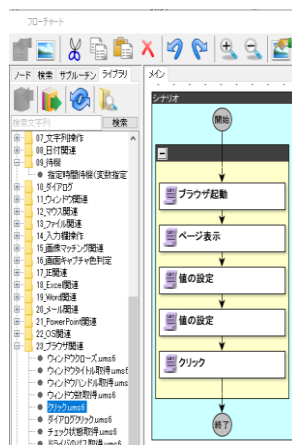 フローチャート
ノード 検索 サブルーチン ライブラリ
検索文字列 検索
07_文字列操作
08_日付関連
09_待機
指定時間待機(変数指定
10_ダイアログ
11_ウィンドウ関連
12_マウス関連
13_ファイル関連
14_入力欄操作
15_画像マッチング関連
16_画面キャプチャ色判定
17_IE関連
18_Excel関連
19_Word関連
20_メール関連
21_PowerPoint関連
22_OS関連
23_ブラウザ関連
ウィンドウクローズ.ums6
ウィンドウタイトル取得.ums6
ウィンドウハンドル取得.ums
ウィンドウ数取得.ums6
クリック.ums6
ダイアログクリック.ums6
チェック状態取得.ums6
メイン
シナリオ
開始
ブラウザ起動
ページ表示
値の設定
値の設定
クリック
終了